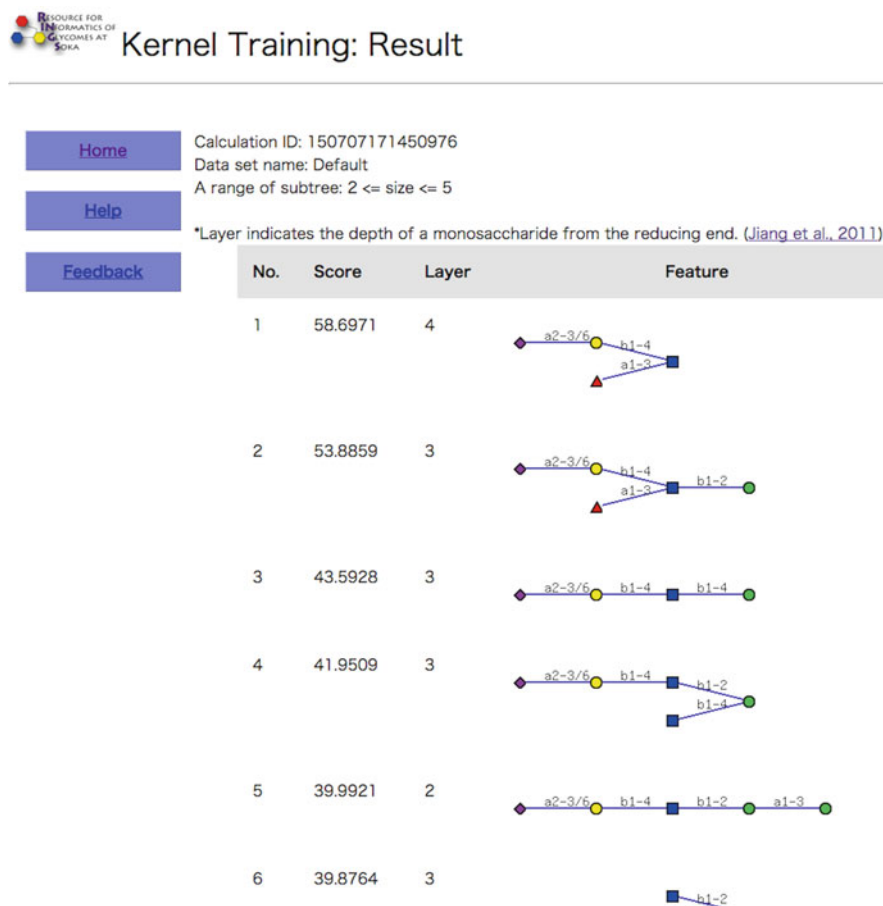 RESOURCE FOR
INFORMATICS OF
GLYCOMES AT
SOKA
Kernel Training: Result
Home
Help
Feedback
Calculation ID: 150707171450976
Data set name: Default
A range of subtree: 2 <= size <= 5
*Layer indicates the depth of a monosaccharide from the reducing end. (Jiang et al., 2011)
No. Score Layer Feature
1 58.6971 4
a2-3/6 b1-4
a1-3
2 53.8859 3
a2-3/6 b1-4
a1-3 b1-2
3 43.5928 3
a2-3/6 b1-4 b1-4
4 41.9509 3
a2-3/6 b1-4 b1-2
b1-4
5 39.9921 2
a2-3/6 b1-4 b1-2 a1-3
6 39.8764 3
b1-2